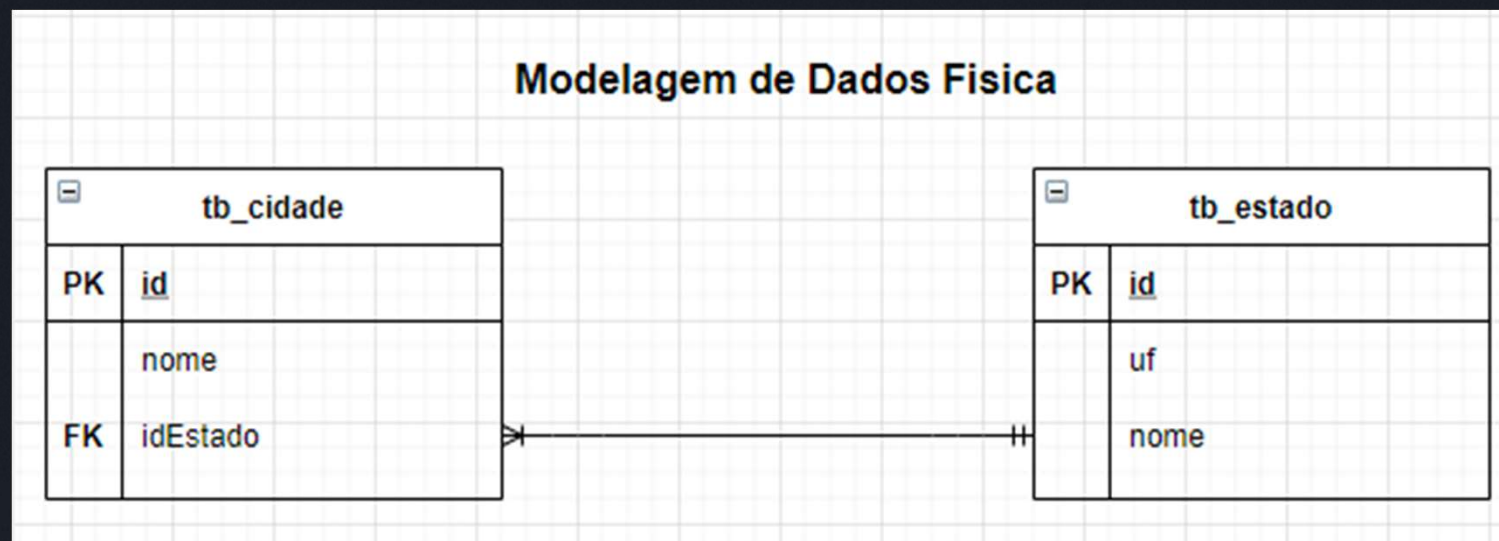 Modelagem de Dados Fisica
tb_cidade
PK id
nome
FK idEstado
tb_estado
PK id
uf
nome